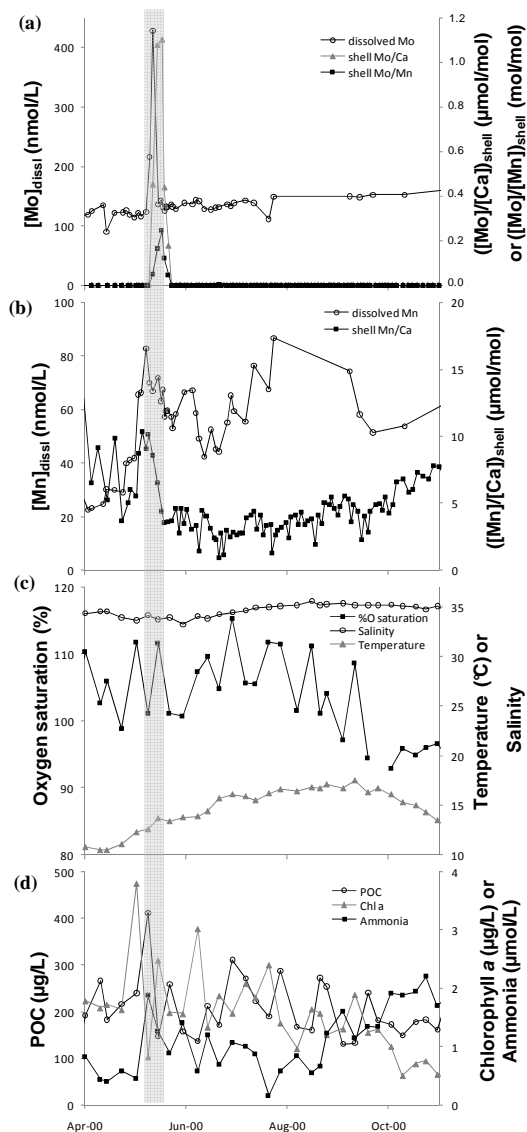 (a)
[Mo]dissl (nmol/L)
400
300
200
100
0
dissolved Mo
shell Mo/Ca
shell Mo/Mn
1.2
1.0
0.8
0.6
0.4
0.2
0.0
([Mo]/[Ca])shell (μmol/mol)
or ([Mo]/[Mn])shell (mol/mol)
(b)
[Mn]dissl (nmol/L)
100
80
60
40
20
0
dissolved Mn
shell Mn/Ca
20
15
10
5
0
([Mn]/[Ca])shell (μmol/mol)
(c)
Oxygen saturation (%)
120
110
100
90
80
%O saturation
Salinity
Temperature
35
30
25
20
15
10
Temperature (°C) or
Salinity
(d)
POC (μg/L)
500
400
300
200
100
0
POC
Chl a
Ammonia
4
3
2
1
0
Chlorophyll a (μg/L) or
Ammonia (μmol/L)
Apr-00
Jun-00
Aug-00
Oct-00